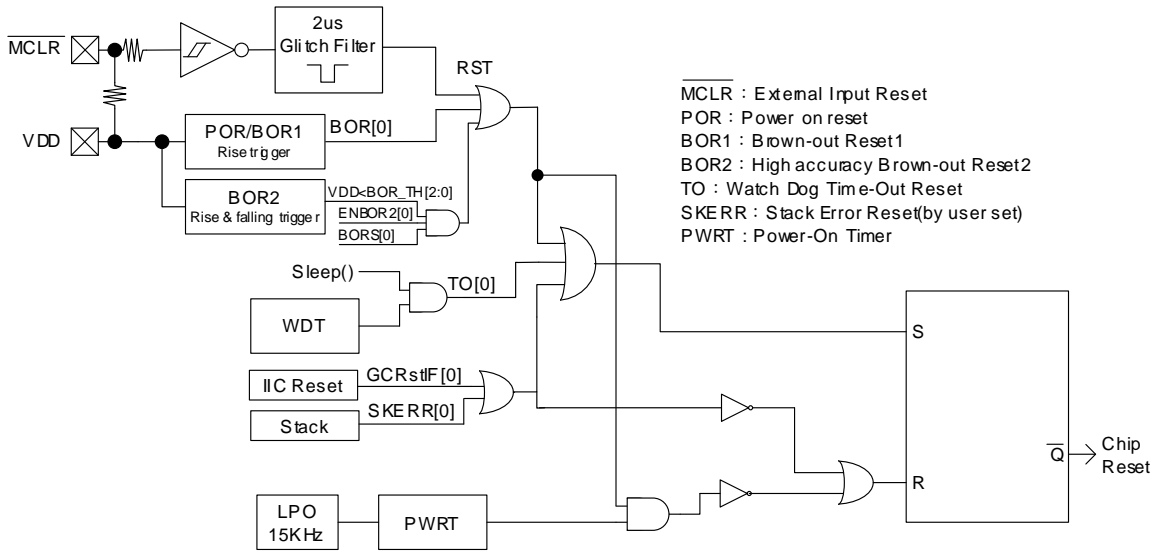 MCLR
2us
Glitch Filter
RST
VDD
POR/BOR1
Rise trigger
BOR[0]
BOR2
Rise & falling trigger
VDD<BOR_TH[2:0]
ENBOR2[0]
BORS[0]
MCLR : External Input Reset
POR : Power on reset
BOR1 : Brown-out Reset1
BOR2 : High accuracy Brown-out Reset2
TO : Watch Dog Time-Out Reset
SKERR : Stack Error Reset(by user set)
PWRT : Power-On Timer
Sleep()
TO[0]
WDT
IIC Reset
GCRstIF[0]
Stack
SKERR[0]
LPO
15KHz
PWRT
S
R
Q
Chip
Reset